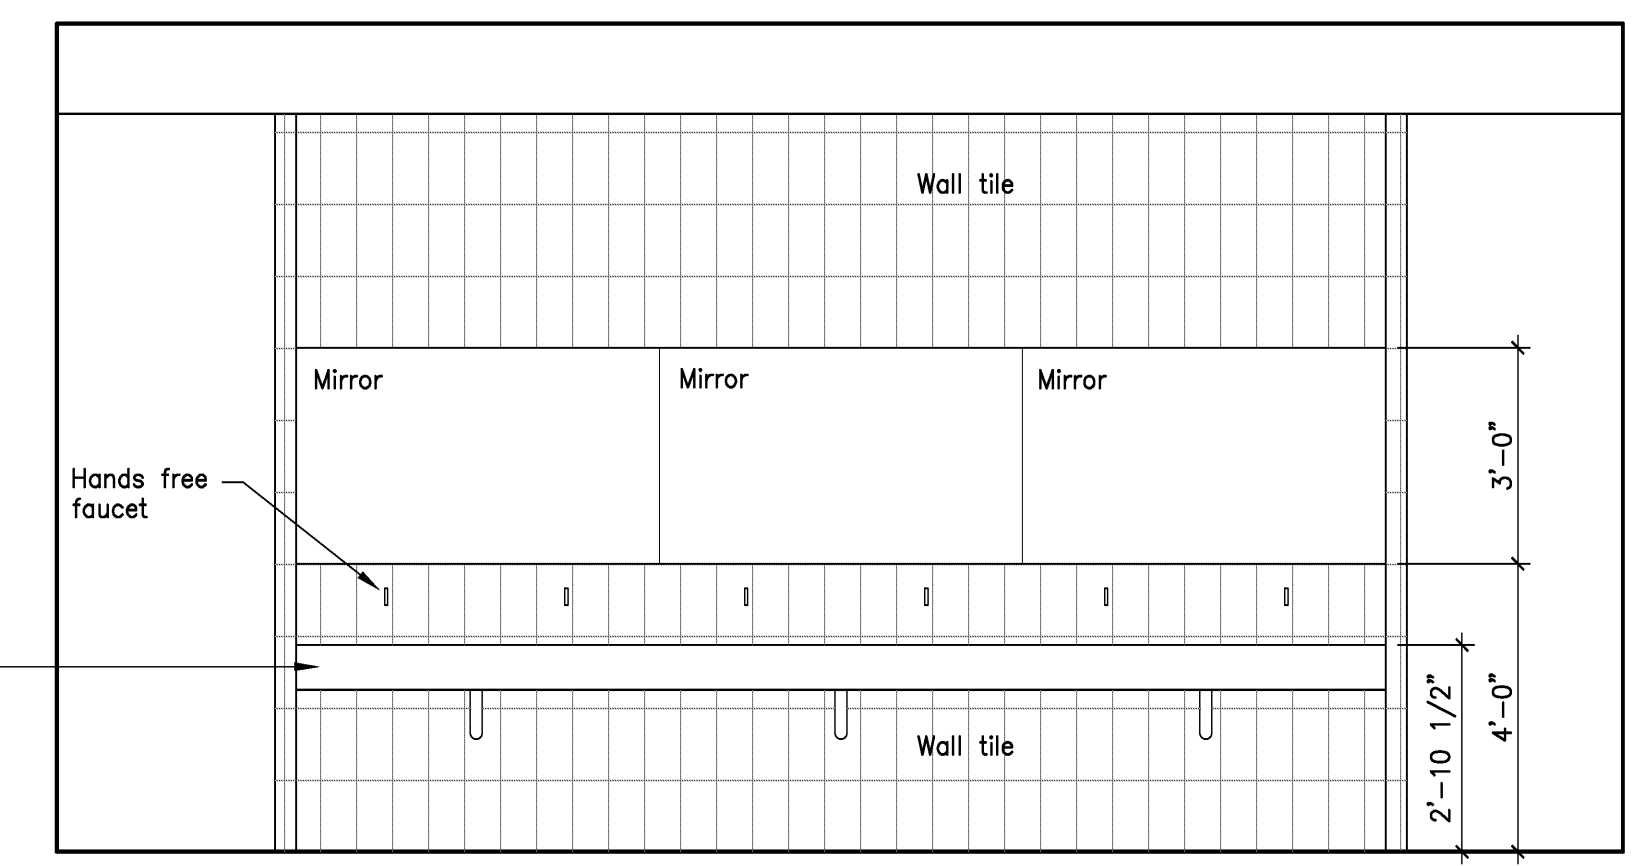 Wall tile
Mirror
Mirror
Mirror
Hands free
faucet
3'-0"
Wall tile
2'-10 1/2"
4'-0"